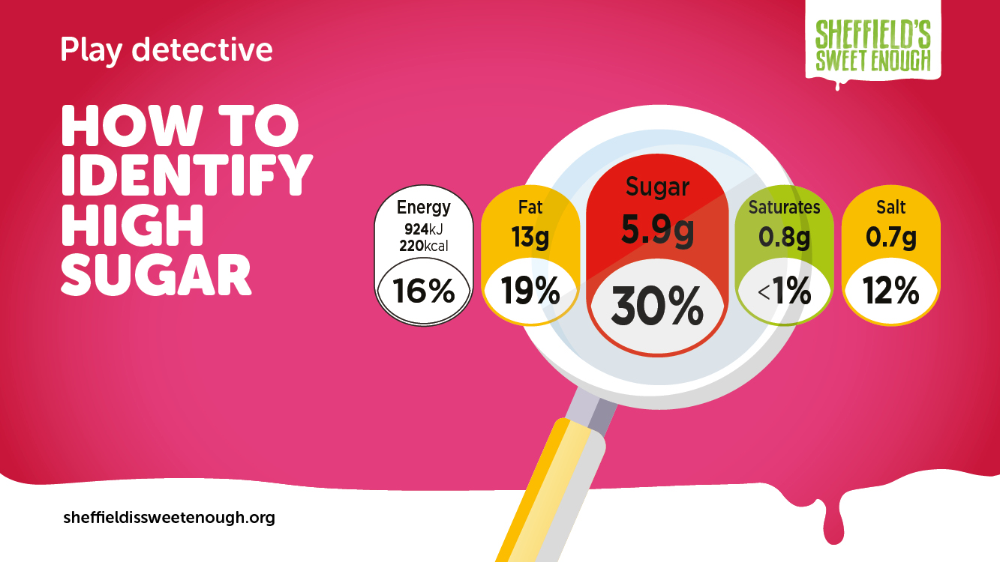 Play detective
SHEFFIELD'S
SWEET ENOUGH
HOW TO
IDENTIFY
HIGH
SUGAR
Energy
924kJ
220kcal
16%
Fat
13g
19%
Sugar
5.9g
30%
Saturates
0.8g
<1%
Salt
0.7g
12%
sheffieldissweetenough.org